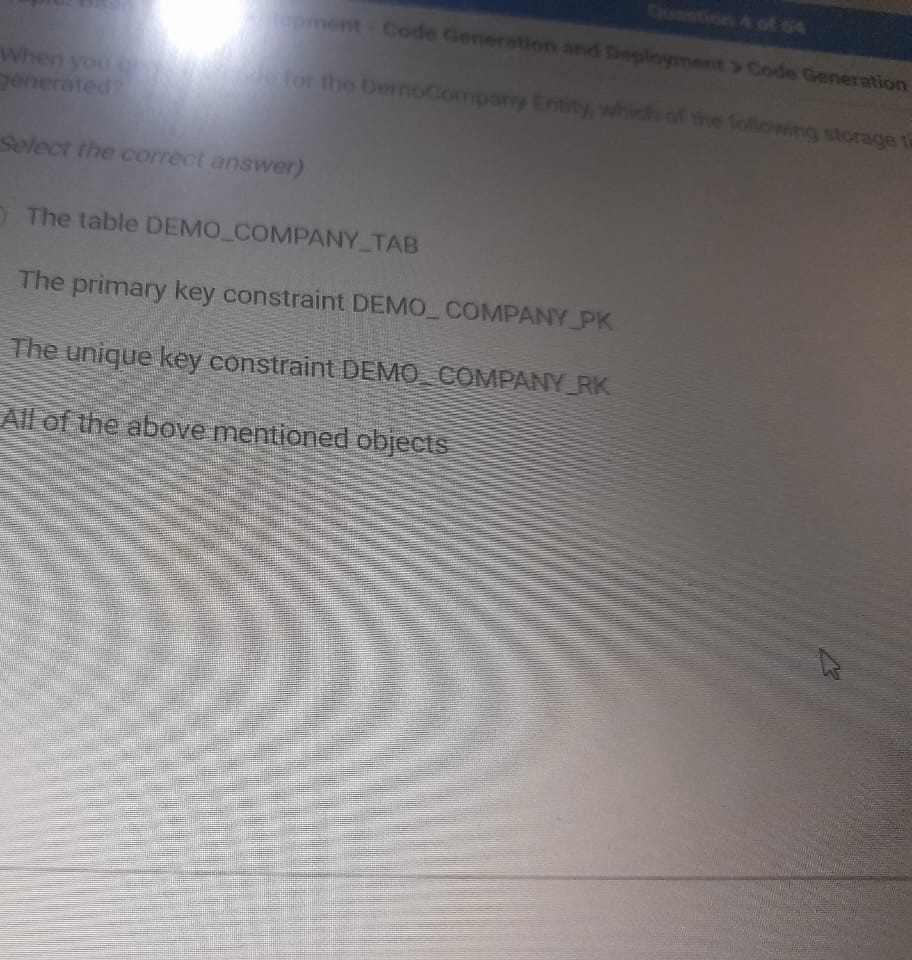 Question 4 of 64
lopment - Code Generation and Deployment › Code Generation
When you for the DemoCompany Entity, which of the following storage
generated?
Select the correct answer)
The table DEMO_COMPANY_TAB
The primary key constraint DEMO_ COMPANY_PK
The unique key constraint DEMO_ COMPANY_RK
All of the above mentioned objects